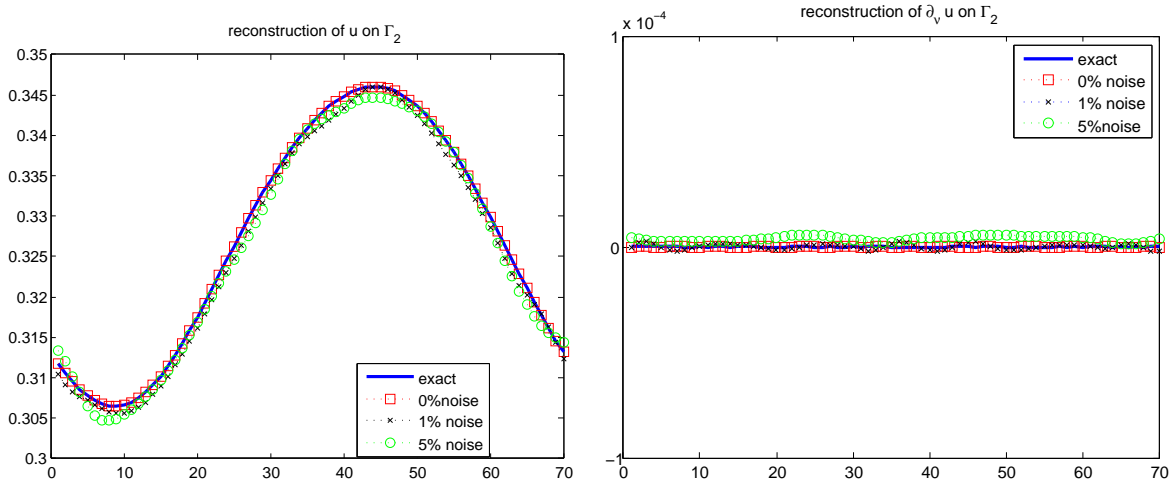 reconstruction of u on Γ2
0.35
0.345
0.34
0.335
0.33
0.325
0.32
0.315
0.31
0.305
0.3
0
10
20
30
40
50
60
70
exact
0%noise
1% noise
5% noise
reconstruction of ∂ν u on Γ2
x 10−4
1
0
−1
0
10
20
30
40
50
60
70
exact
0% noise
1% noise
5%noise